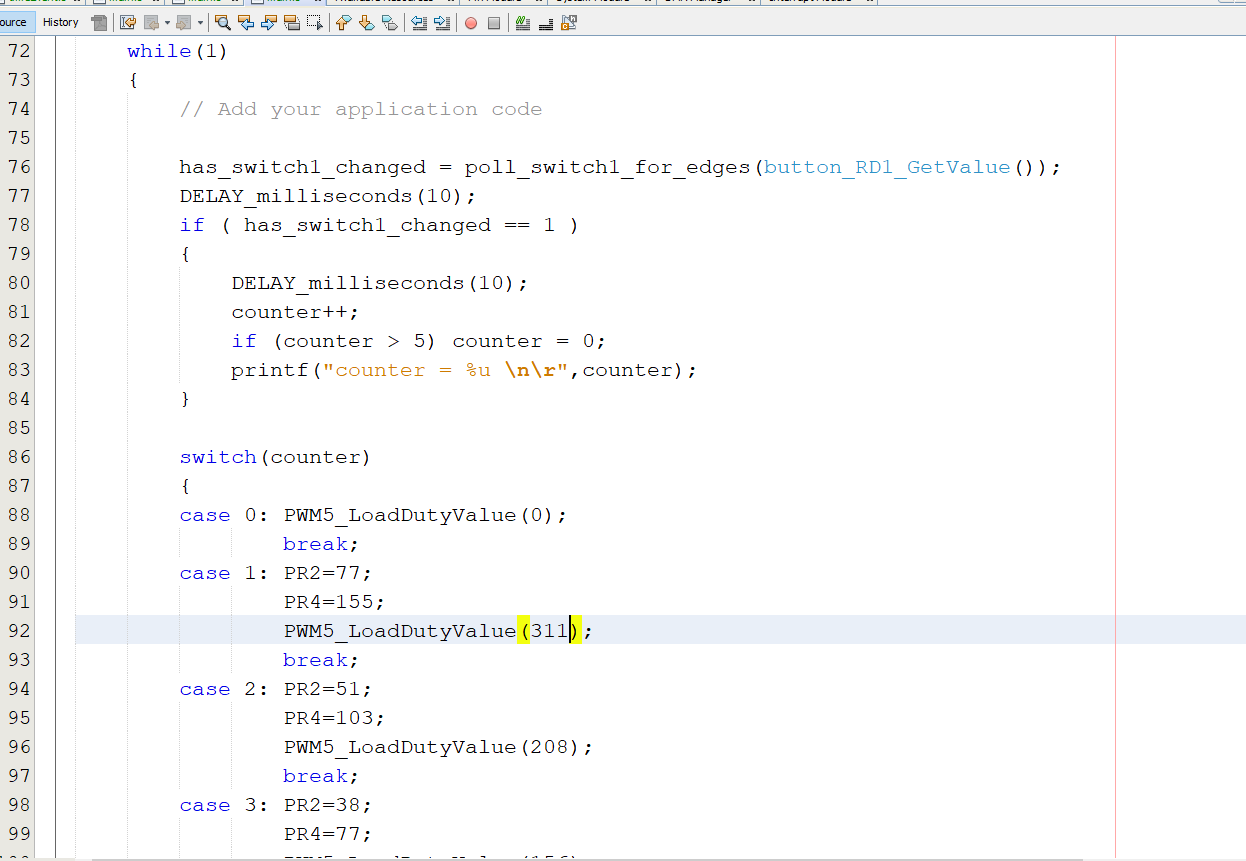 History
72 while(1)
73 {
74 // Add your application code
75
76 has_switch1_changed = poll_switch1_for_edges(button_RD1_GetValue());
77 DELAY_milliseconds(10);
78 if ( has_switch1_changed == 1 )
79 {
80 DELAY_milliseconds(10);
81 counter++;
82 if (counter > 5) counter = 0;
83 printf("counter = %u \n\r",counter);
84 }
85
86 switch(counter)
87 {
88 case 0: PWM5_LoadDutyValue(0);
89 break;
90 case 1: PR2=77;
91 PR4=155;
92 PWM5_LoadDutyValue(311);
93 break;
94 case 2: PR2=51;
95 PR4=103;
96 PWM5_LoadDutyValue(208);
97 break;
98 case 3: PR2=38;
99 PR4=77;